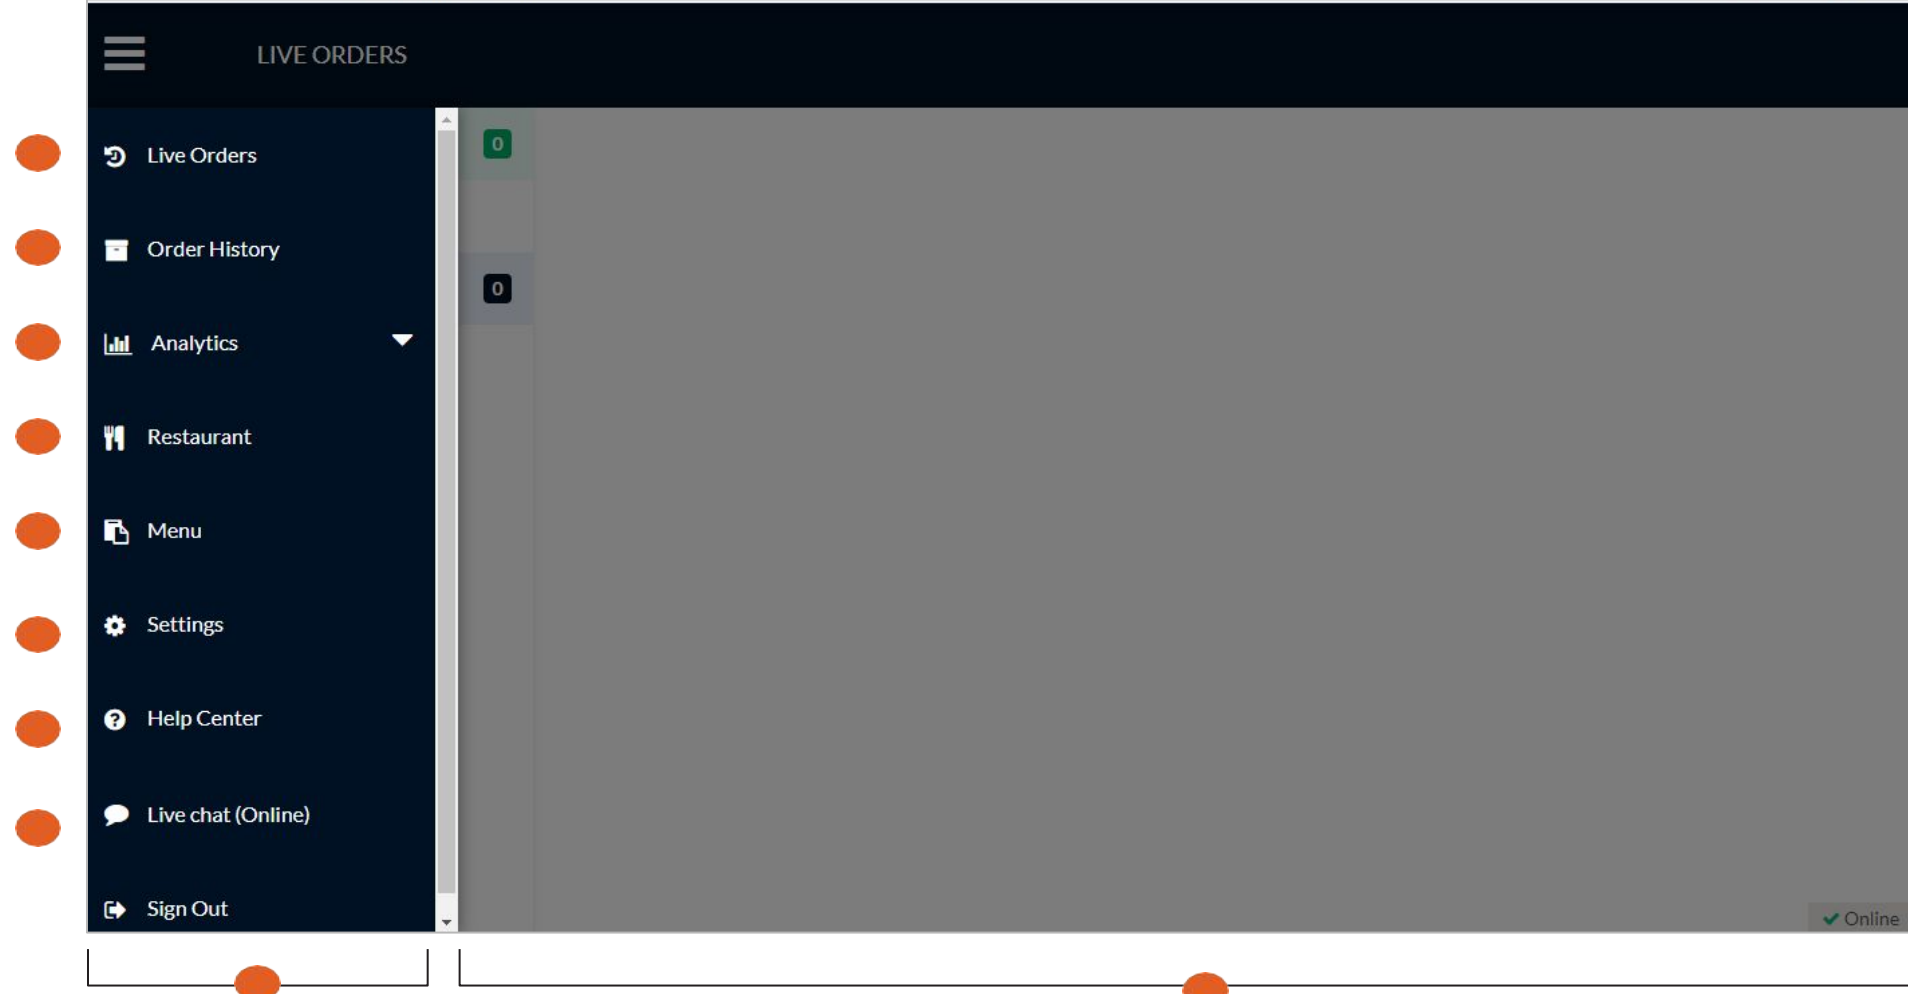 LIVE ORDERS
Live Orders
0
Order History
0
Analytics
Restaurant
Menu
Settings
Help Center
Live chat (Online)
Sign Out
Online